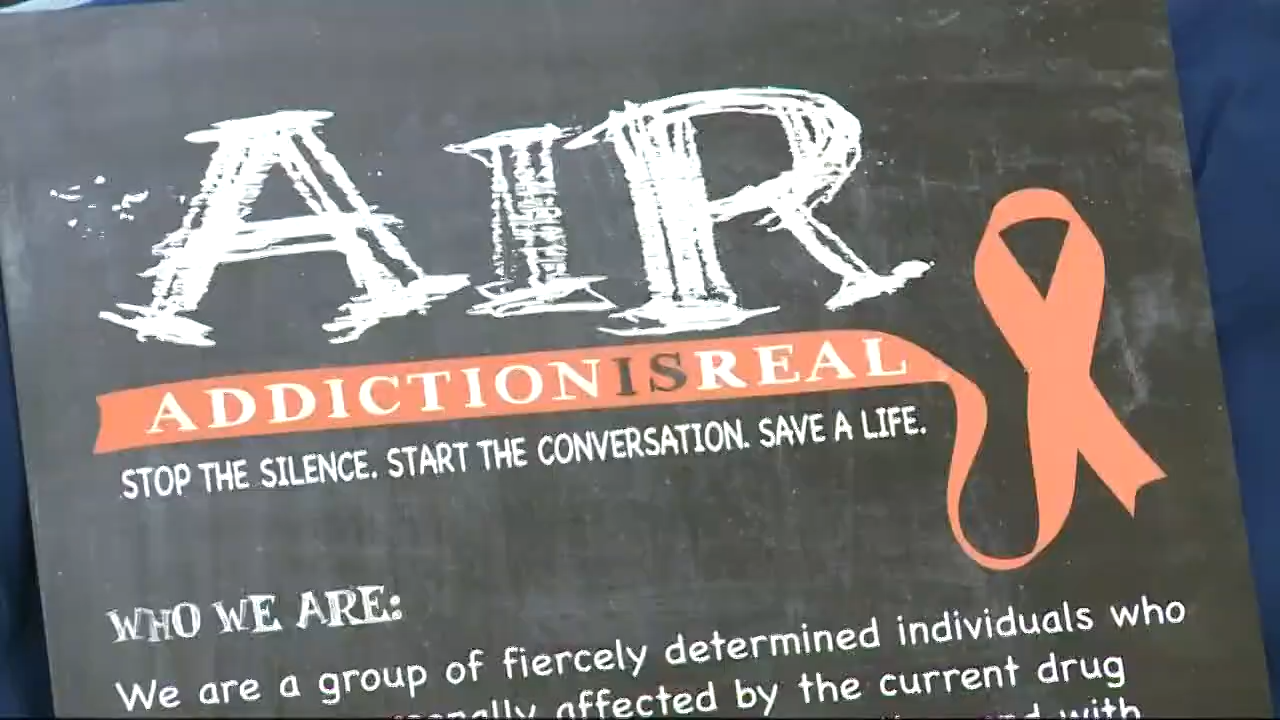 AIR
ADDICTIONISREAL
STOP THE SILENCE. START THE CONVERSATION. SAVE A LIFE.
WHO WE ARE:
We are a group of fiercely determined individuals who
affected by the current drug
with